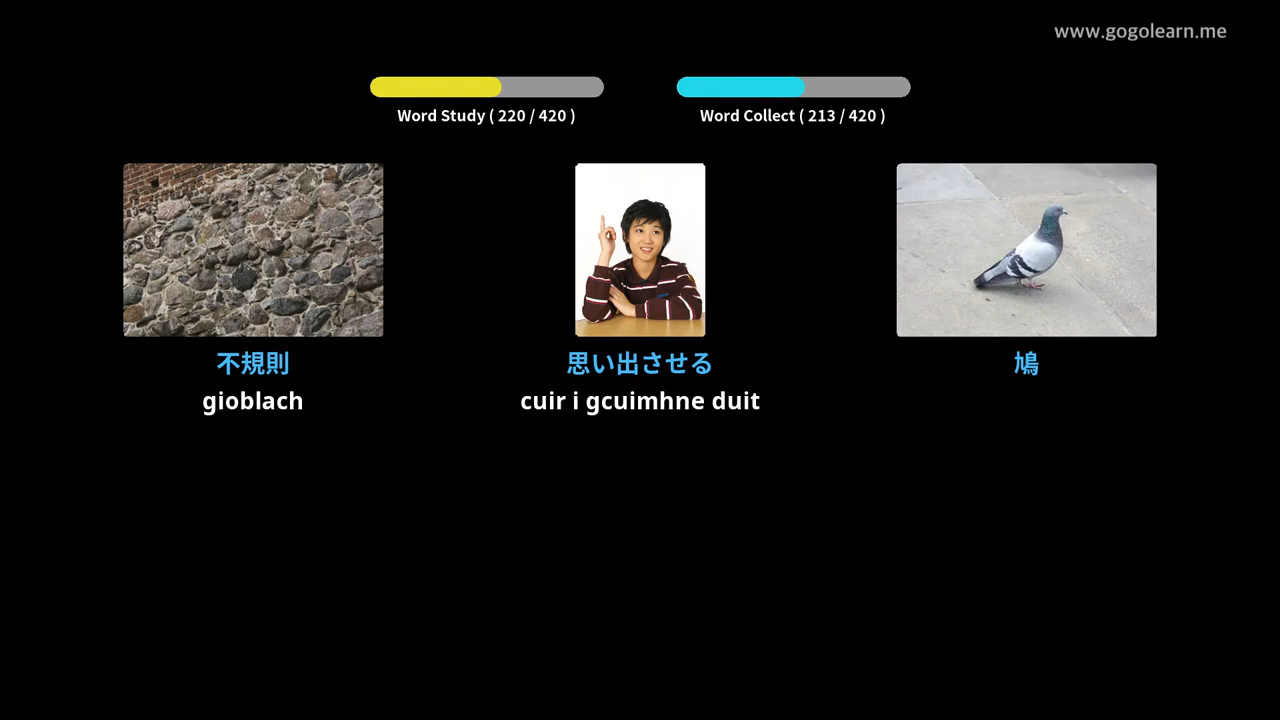 www.gogolearn.me
Word Study ( 220 / 420 )
Word Collect ( 213 / 420 )
不規則
思い出させる
鳩
gioblach
cuir i gcuimhne duit